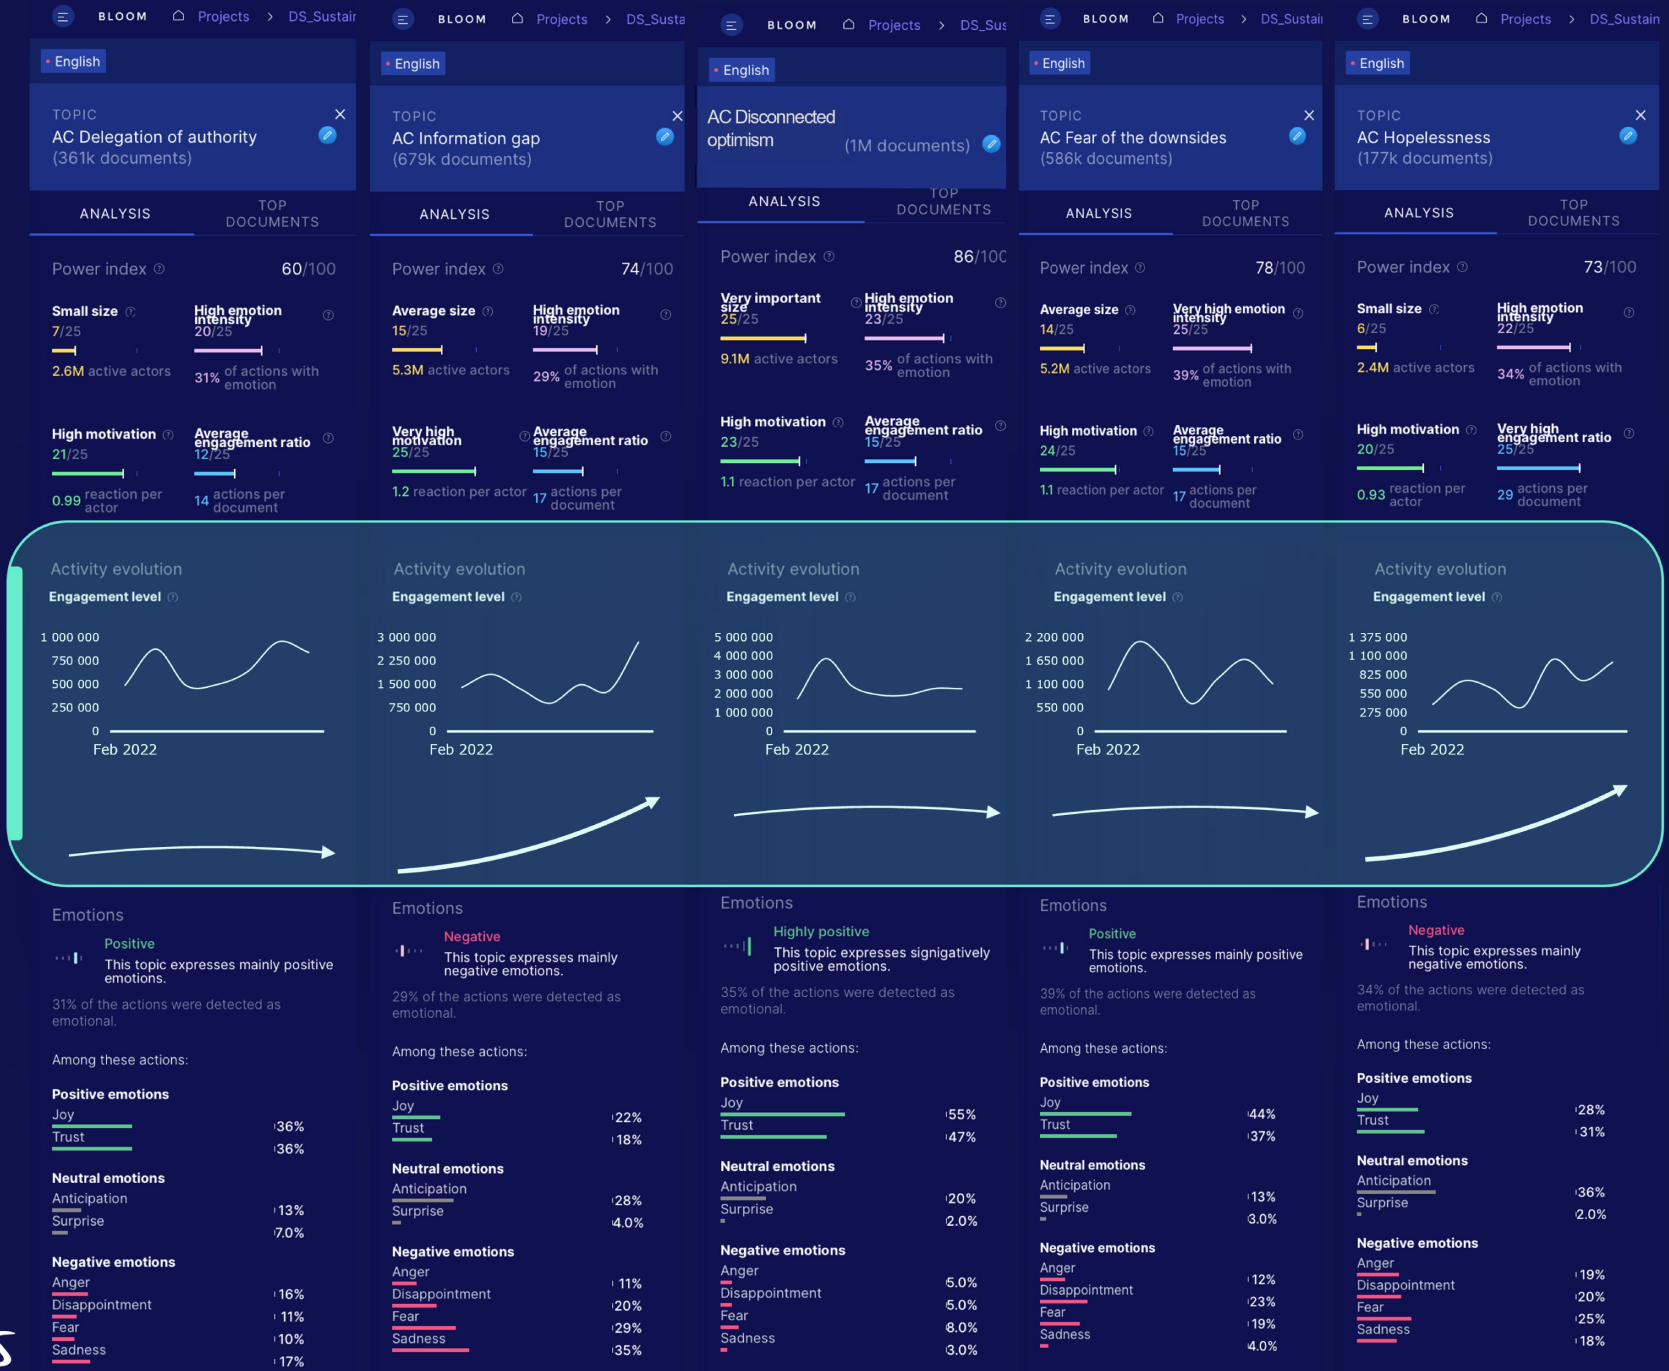 BLOOM Projects > DS_Sustain
English
TOPIC
AC Delegation of authority
(361k documents)
ANALYSIS
TOP
DOCUMENTS
Power index 60/100
Small size
7/25
2.6M active actors
High emotion
intensity
20/25
31% of actions with
emotion
High motivation
21/25
0.99 reaction per
actor
Average
engagement ratio
12/25
14 actions per
document
Activity evolution
Engagement level
1 000 000
750 000
500 000
250 000
0
Feb 2022
Emotions
Positive
This topic expresses mainly positive
emotions.
31% of the actions were detected as
emotional.
Among these actions:
Positive emotions
Joy 36%
Trust 36%
Neutral emotions
Anticipation 13%
Surprise 7.0%
Negative emotions
Anger 16%
Disappointment 11%
Fear 10%
Sadness 17%
BLOOM Projects > DS_Susta
English
TOPIC
AC Information gap
(679k documents)
ANALYSIS
TOP
DOCUMENTS
Power index 74/100
Average size
15/25
5.3M active actors
High emotion
intensity
19/25
29% of actions with
emotion
Very high
motivation
25/25
1.2 reaction per actor
Average
engagement ratio
15/25
17 actions per
document
Activity evolution
Engagement level
3 000 000
2 250 000
1 500 000
750 000
0
Feb 2022
Emotions
Negative
This topic expresses mainly
negative emotions.
29% of the actions were detected as
emotional.
Among these actions:
Positive emotions
Joy 22%
Trust 18%
Neutral emotions
Anticipation 28%
Surprise 4.0%
Negative emotions
Anger 11%
Disappointment 20%
Fear 29%
Sadness 35%
BLOOM Projects > DS_Sus
English
AC Disconnected
optimism (1M documents)
ANALYSIS
TOP
DOCUMENTS
Power index 86/100
Very important
size
25/25
9.1M active actors
High emotion
intensity
23/25
35% of actions with
emotion
High motivation
23/25
1.1 reaction per actor
Average
engagement ratio
15/25
17 actions per
document
Activity evolution
Engagement level
5 000 000
4 000 000
3 000 000
2 000 000
1 000 000
0
Feb 2022
Emotions
Highly positive
This topic expresses signigatively
positive emotions.
35% of the actions were detected as
emotional.
Among these actions:
Positive emotions
Joy 55%
Trust 47%
Neutral emotions
Anticipation 20%
Surprise 2.0%
Negative emotions
Anger 5.0%
Disappointment 5.0%
Fear 8.0%
Sadness 3.0%
BLOOM Projects > DS_Sustain
English
TOPIC
AC Fear of the downsides
(586k documents)
ANALYSIS
TOP
DOCUMENTS
Power index 78/100
Average size
14/25
5.2M active actors
Very high emotion
intensity
25/25
39% of actions with
emotion
High motivation
24/25
1.1 reaction per actor
Average
engagement ratio
15/25
17 actions per
document
Activity evolution
Engagement level
2 200 000
1 650 000
1 100 000
550 000
0
Feb 2022
Emotions
Positive
This topic expresses mainly positive
emotions.
39% of the actions were detected as
emotional.
Among these actions:
Positive emotions
Joy 44%
Trust 37%
Neutral emotions
Anticipation 13%
Surprise 3.0%
Negative emotions
Anger 12%
Disappointment 23%
Fear 19%
Sadness 4.0%
BLOOM Projects > DS_Sustain
English
TOPIC
AC Hopelessness
(177k documents)
ANALYSIS
TOP
DOCUMENTS
Power index 73/100
Small size
6/25
2.4M active actors
High emotion
intensity
22/25
34% of actions with
emotion
High motivation
20/25
0.93 reaction per
actor
Very high
engagement ratio
25/25
29 actions per
document
Activity evolution
Engagement level
1 375 000
1 100 000
825 000
550 000
275 000
0
Feb 2022
Emotions
Negative
This topic expresses mainly
negative emotions.
34% of the actions were detected as
emotional.
Among these actions:
Positive emotions
Joy 28%
Trust 31%
Neutral emotions
Anticipation 36%
Surprise 2.0%
Negative emotions
Anger 19%
Disappointment 20%
Fear 25%
Sadness 18%